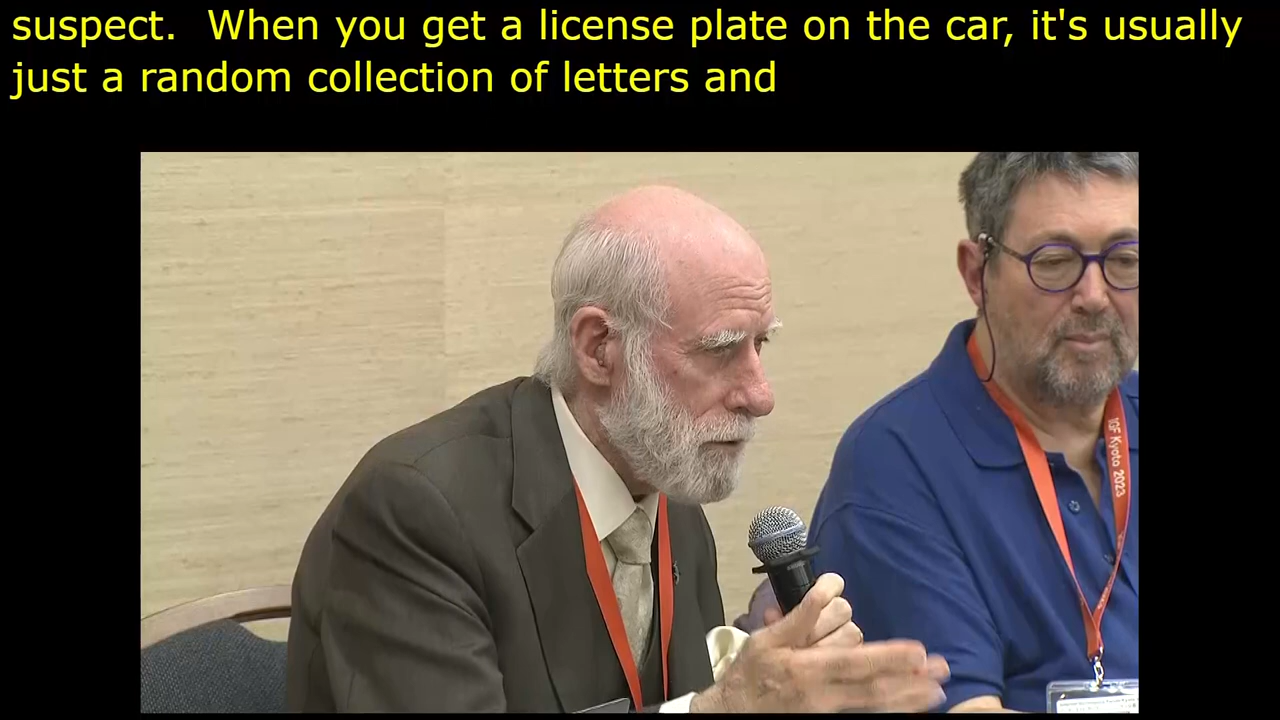 suspect.  When you get a license plate on the car, it's usually
just a random collection of letters and
IGF Kyoto 2023